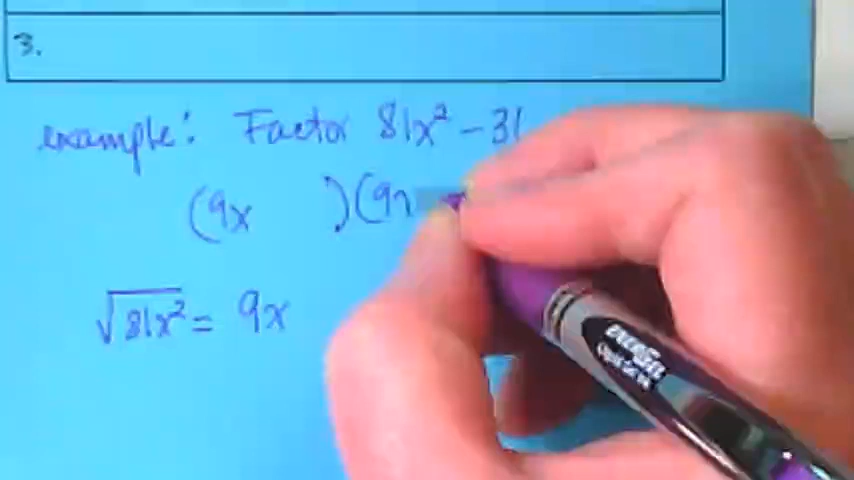 3.
example: Factor 81x² - 31
(9x )(9x
√81x² = 9x